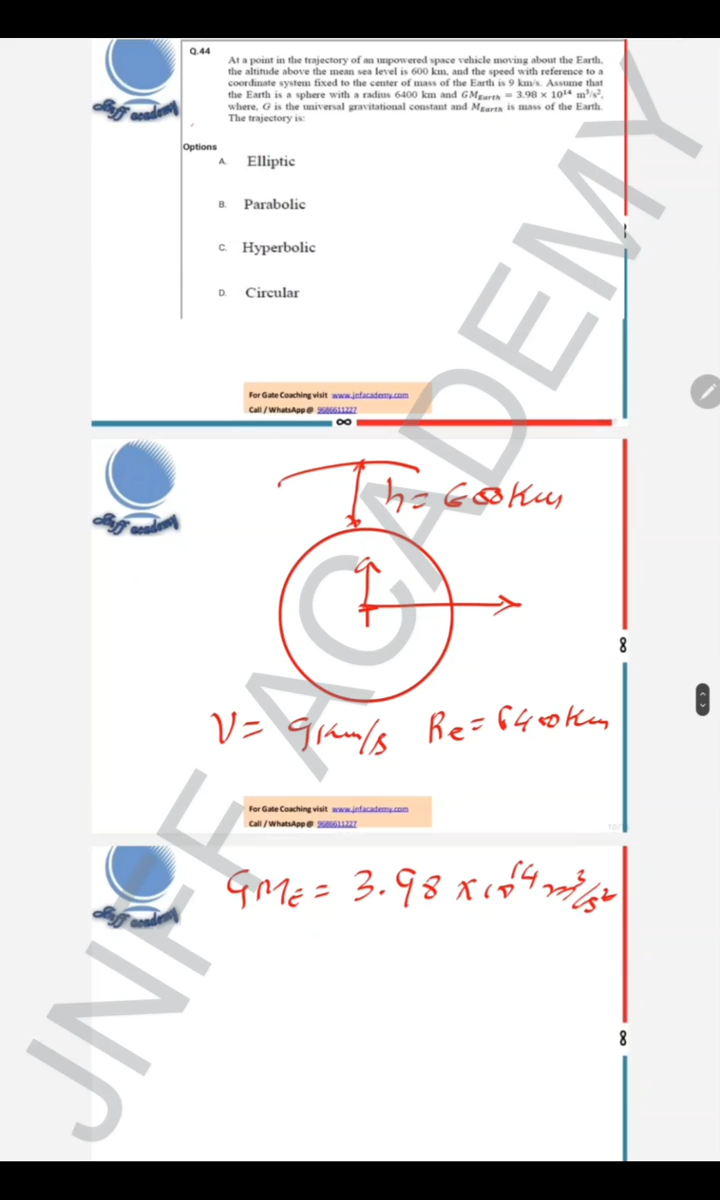 Q.44
At a point in the trajectory of an unpowered space vehicle moving about the Earth,
the altitude above the mean sea level is 600 km, and the speed with reference to a
coordinate system fixed to the center of mass of the Earth is 9 km/s. Assume that
the Earth is a sphere with a radius 6400 km and GM_Earth = 3.98 × 10¹⁴ m³/s²,
where, G is the universal gravitational constant and M_Earth is mass of the Earth.
The trajectory is:
Options
A. Elliptic
B. Parabolic
C. Hyperbolic
D. Circular
For Gate Coaching visit www.jnfacademy.com
Call / WhatsApp@ 9686611227
academy
h = 600 Km
V = 9 Km/s Re = 6400 Km
For Gate Coaching visit www.jnfacademy.com
Call / WhatsApp@ 9686611227
academy
GME = 3.98 × 10¹⁴ m³/s²
academy
JNFF ACADEMY